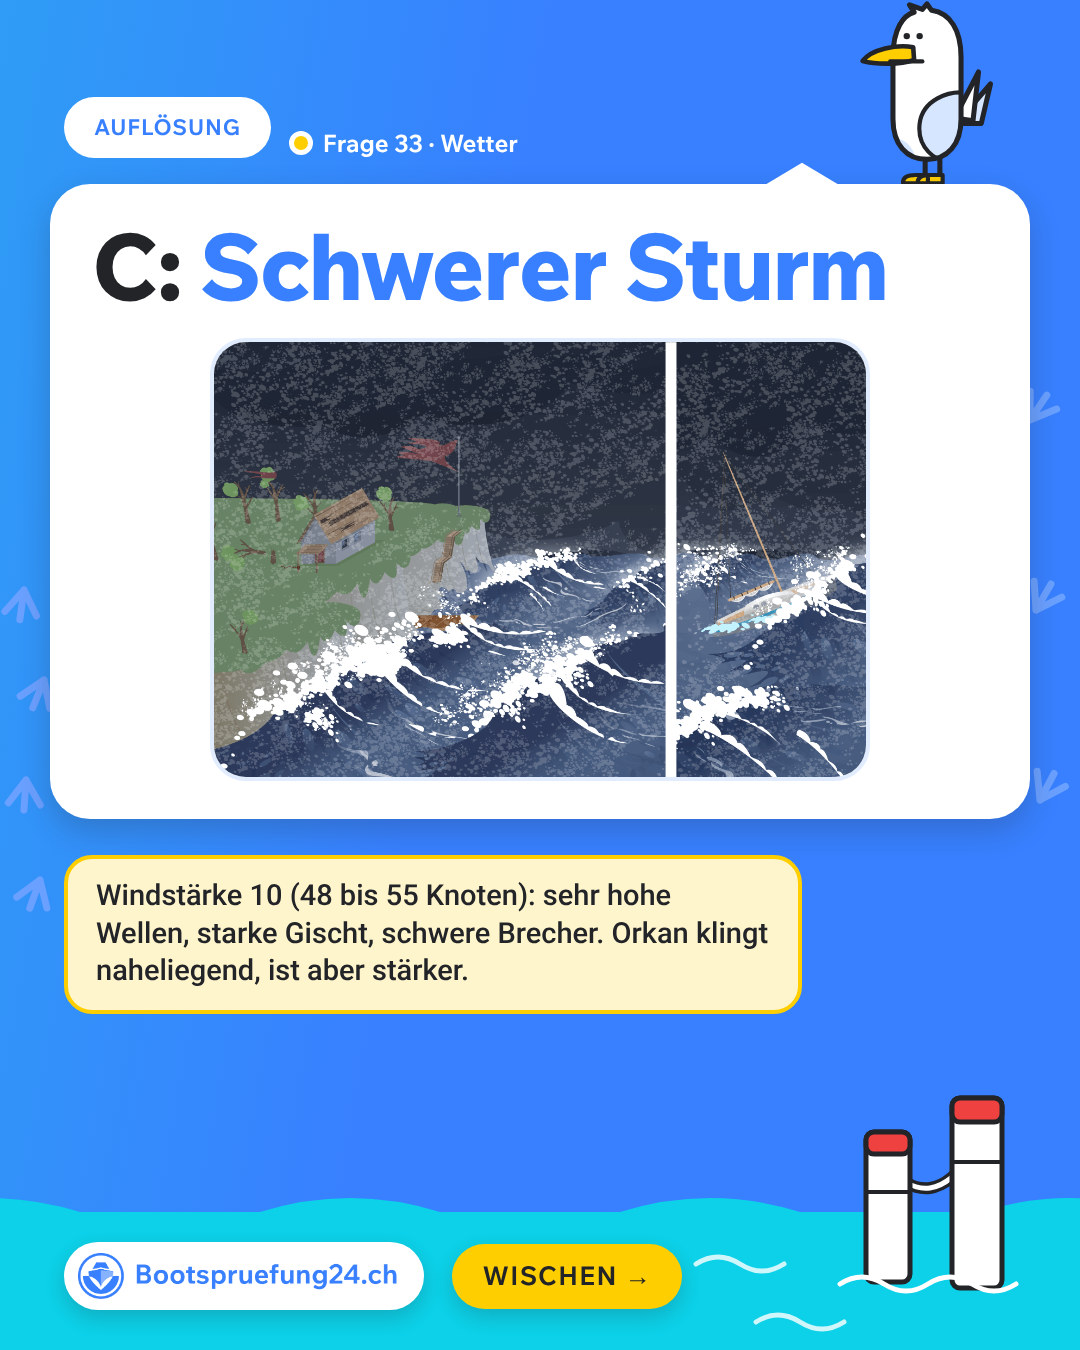 AUFLÖSUNG
Frage 33 · Wetter
C: Schwerer Sturm
Windstärke 10 (48 bis 55 Knoten): sehr hohe
Wellen, starke Gischt, schwere Brecher. Orkan klingt
naheliegend, ist aber stärker.
Bootspruefung24.ch
WISCHEN →